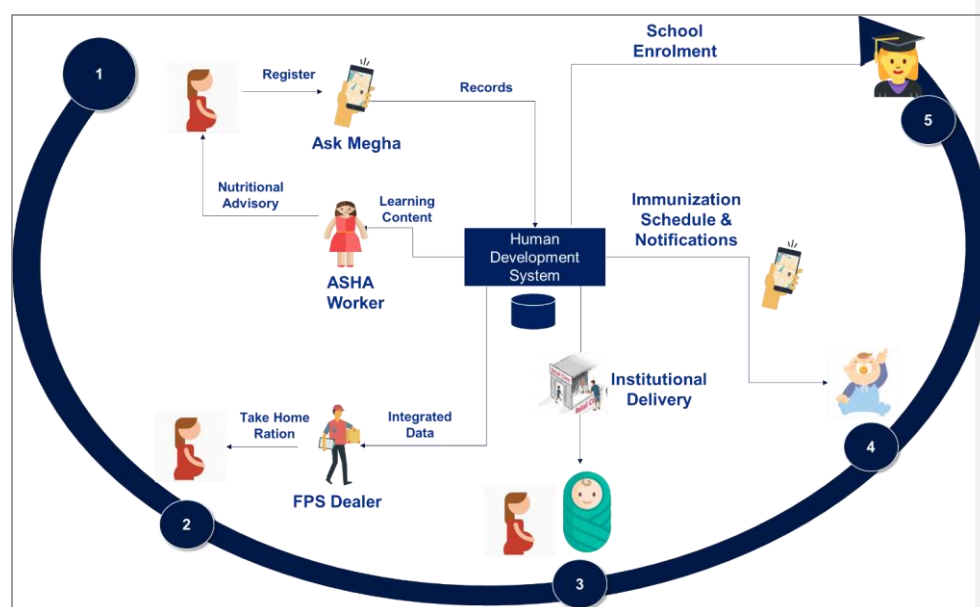 1
Register
Ask Megha
Records
School
Enrolment
5
Nutritional
Advisory
Learning
Content
ASHA
Worker
Human
Development
System
Immunization
Schedule &
Notifications
Institutional
Delivery
Take Home
Ration
Integrated
Data
FPS Dealer
2
3
4